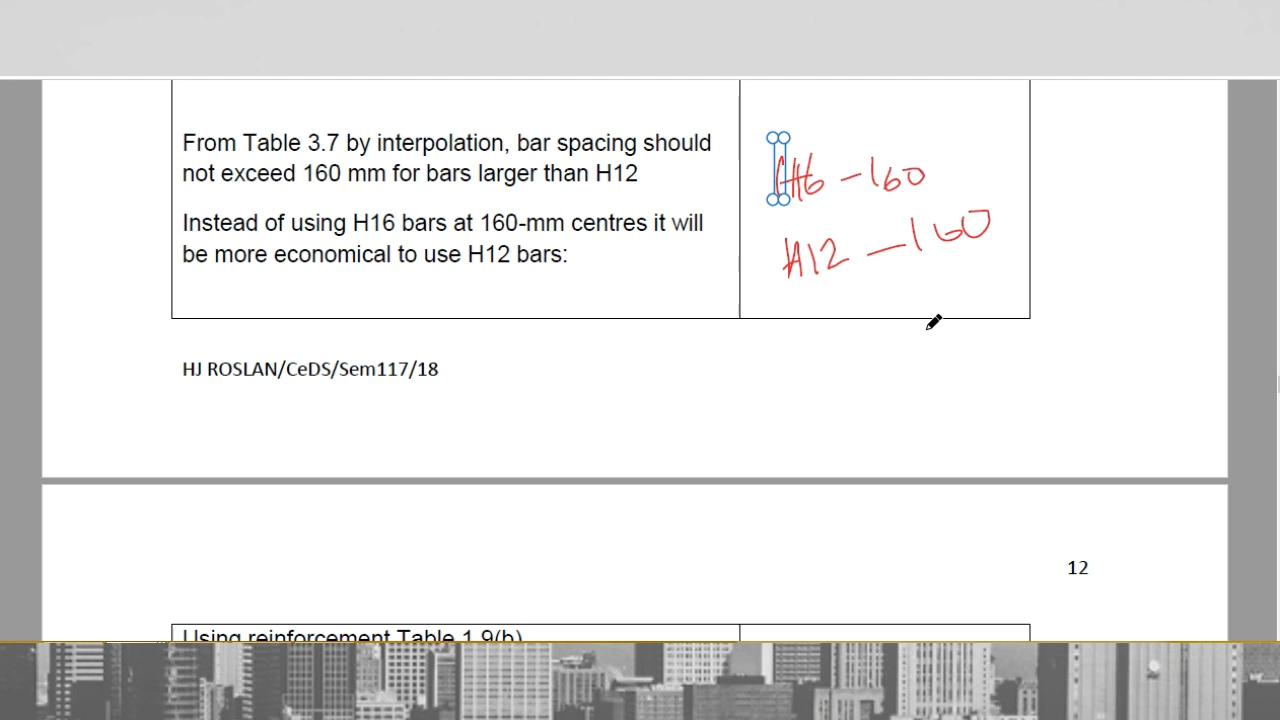 From Table 3.7 by interpolation, bar spacing should
not exceed 160 mm for bars larger than H12
Instead of using H16 bars at 160-mm centres it will
be more economical to use H12 bars:
H16 – 160
H12 – 160
HJ ROSLAN/CeDS/Sem117/18
12
Using reinforcement Table 1.9(b)